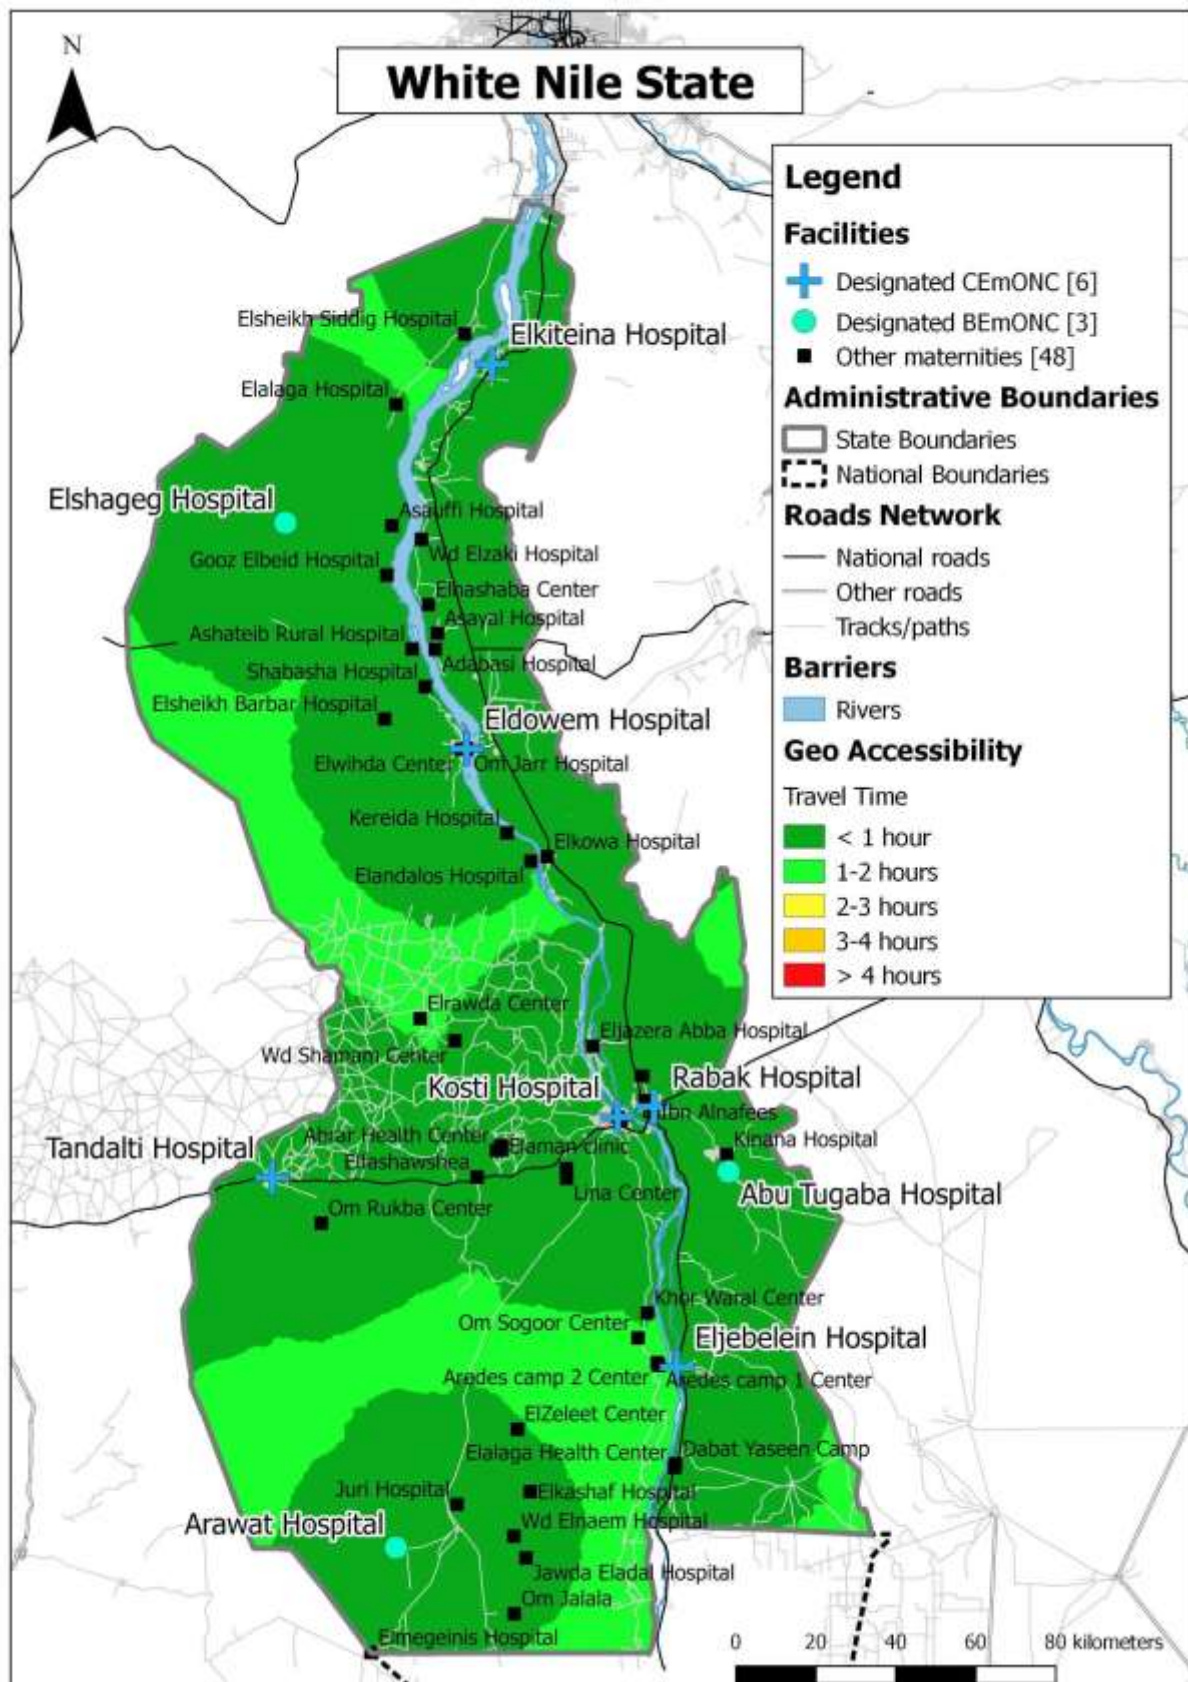 White Nile State
N
Legend
Facilities
Designated CEmONC [6]
Designated BEmONC [3]
Other maternities [48]
Administrative Boundaries
State Boundaries
National Boundaries
Roads Network
National roads
Other roads
Tracks/paths
Barriers
Rivers
Geo Accessibility
Travel Time
< 1 hour
1-2 hours
2-3 hours
3-4 hours
> 4 hours
Elsheikh Siddig Hospital
Elkiteina Hospital
Elalaga Hospital
Elshageg Hospital
Asauffi Hospital
Wd Elzaki Hospital
Gooz Elbeid Hospital
Elhashaba Center
Asayal Hospital
Ashateib Rural Hospital
Adabasi Hospital
Shabasha Hospital
Elsheikh Barbar Hospital
Eldowem Hospital
Elwihda Center
Om Jarr Hospital
Kereida Hospital
Elkowa Hospital
Elandalos Hospital
Elrawda Center
Eljazera Abba Hospital
Wd Shamam Center
Kosti Hospital
Rabak Hospital
Ibn Alnafees
Abrar Health Center
Elaman clinic
Kinana Hospital
Tandalti Hospital
Elfashawshea
Lina Center
Abu Tugaba Hospital
Om Rukba Center
Khor Waral Center
Om Sogoor Center
Eljebelein Hospital
Aredes camp 2 Center
Aredes camp 1 Center
ElZeleet Center
Elalaga Health Center
Dabat Yaseen Camp
Juri Hospital
Elkashaf Hospital
Arawat Hospital
Wd Elnaem Hospital
Jawda Eladal Hospital
Om Jalala
Elmegeinis Hospital
0 20 40 60 80 kilometers